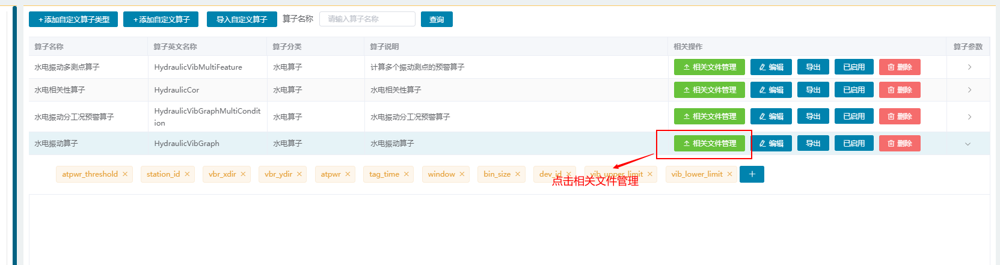 +添加自定义算子类型 +添加自定义算子 导入自定义算子 算子名称 请输入算子名称 查询
算子名称 算子英文名称 算子分类 算子说明 相关操作 算子参数
水电振动多测点算子 HydraulicVibMultiFeature 水电算子 计算多个振动测点的预警算子 相关文件管理 编辑 导出 已启用 删除
水电相关性算子 HydraulicCor 水电算子 水电相关性算子 相关文件管理 编辑 导出 已启用 删除
水电振动分工况预警算子 HydraulicVibGraphMultiCondit
ion 水电算子 水电振动分工况预警算子 相关文件管理 编辑 导出 已启用 删除
水电振动算子 HydraulicVibGraph 水电算子 水电振动算子 相关文件管理 编辑 导出 已启用 删除
atpwr_threshold × station_id × vbr_xdir × vbr_ydir × atpwr × tag_time × window × bin_size × dev_id × vib_upper_limit × vib_lower_limit × +
点击相关文件管理